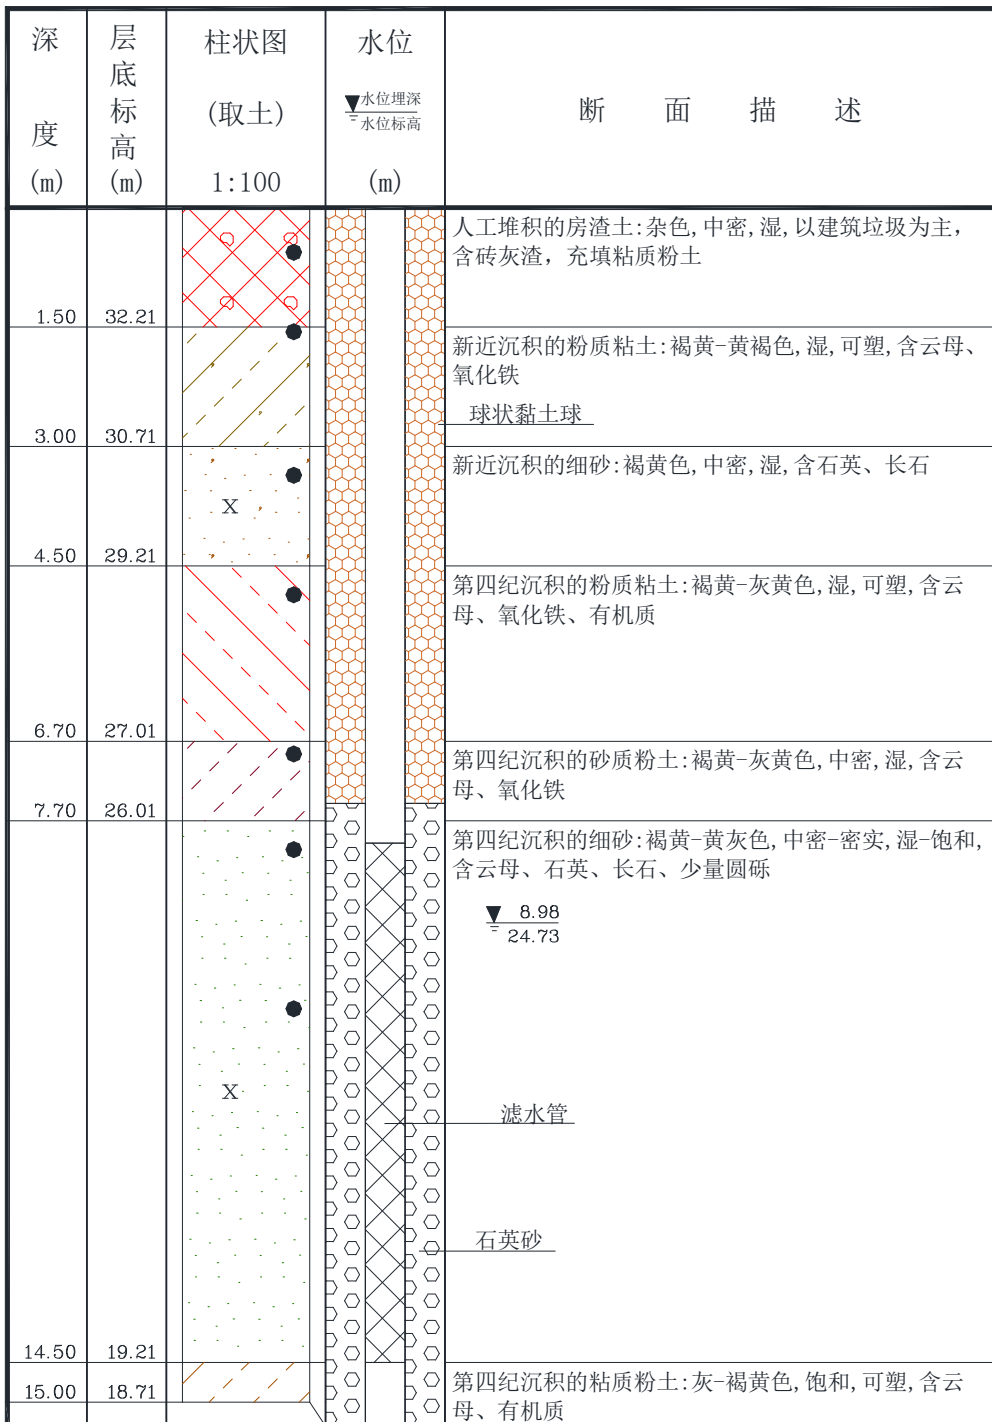 深度(m)
层底标高(m)
柱状图
(取土)
1:100
水位
水位埋深
水位标高
(m)
断面描述
人工堆积的房渣土:杂色,中密,湿,以建筑垃圾为主,
含砖灰渣，充填粘质粉土
1.50 32.21
新近沉积的粉质粘土:褐黄-黄褐色,湿,可塑,含云母、
氧化铁
球状黏土球
3.00 30.71
新近沉积的细砂:褐黄色,中密,湿,含石英、长石
X
4.50 29.21
第四纪沉积的粉质粘土:褐黄-灰黄色,湿,可塑,含云
母、氧化铁、有机质
6.70 27.01
第四纪沉积的砂质粉土:褐黄-灰黄色,中密,湿,含云
母、氧化铁
7.70 26.01
第四纪沉积的细砂:褐黄-黄灰色,中密-密实,湿-饱和,
含云母、石英、长石、少量圆砾
8.98
24.73
X
滤水管
石英砂
14.50 19.21
第四纪沉积的粘质粉土:灰-褐黄色,饱和,可塑,含云
母、有机质
15.00 18.71